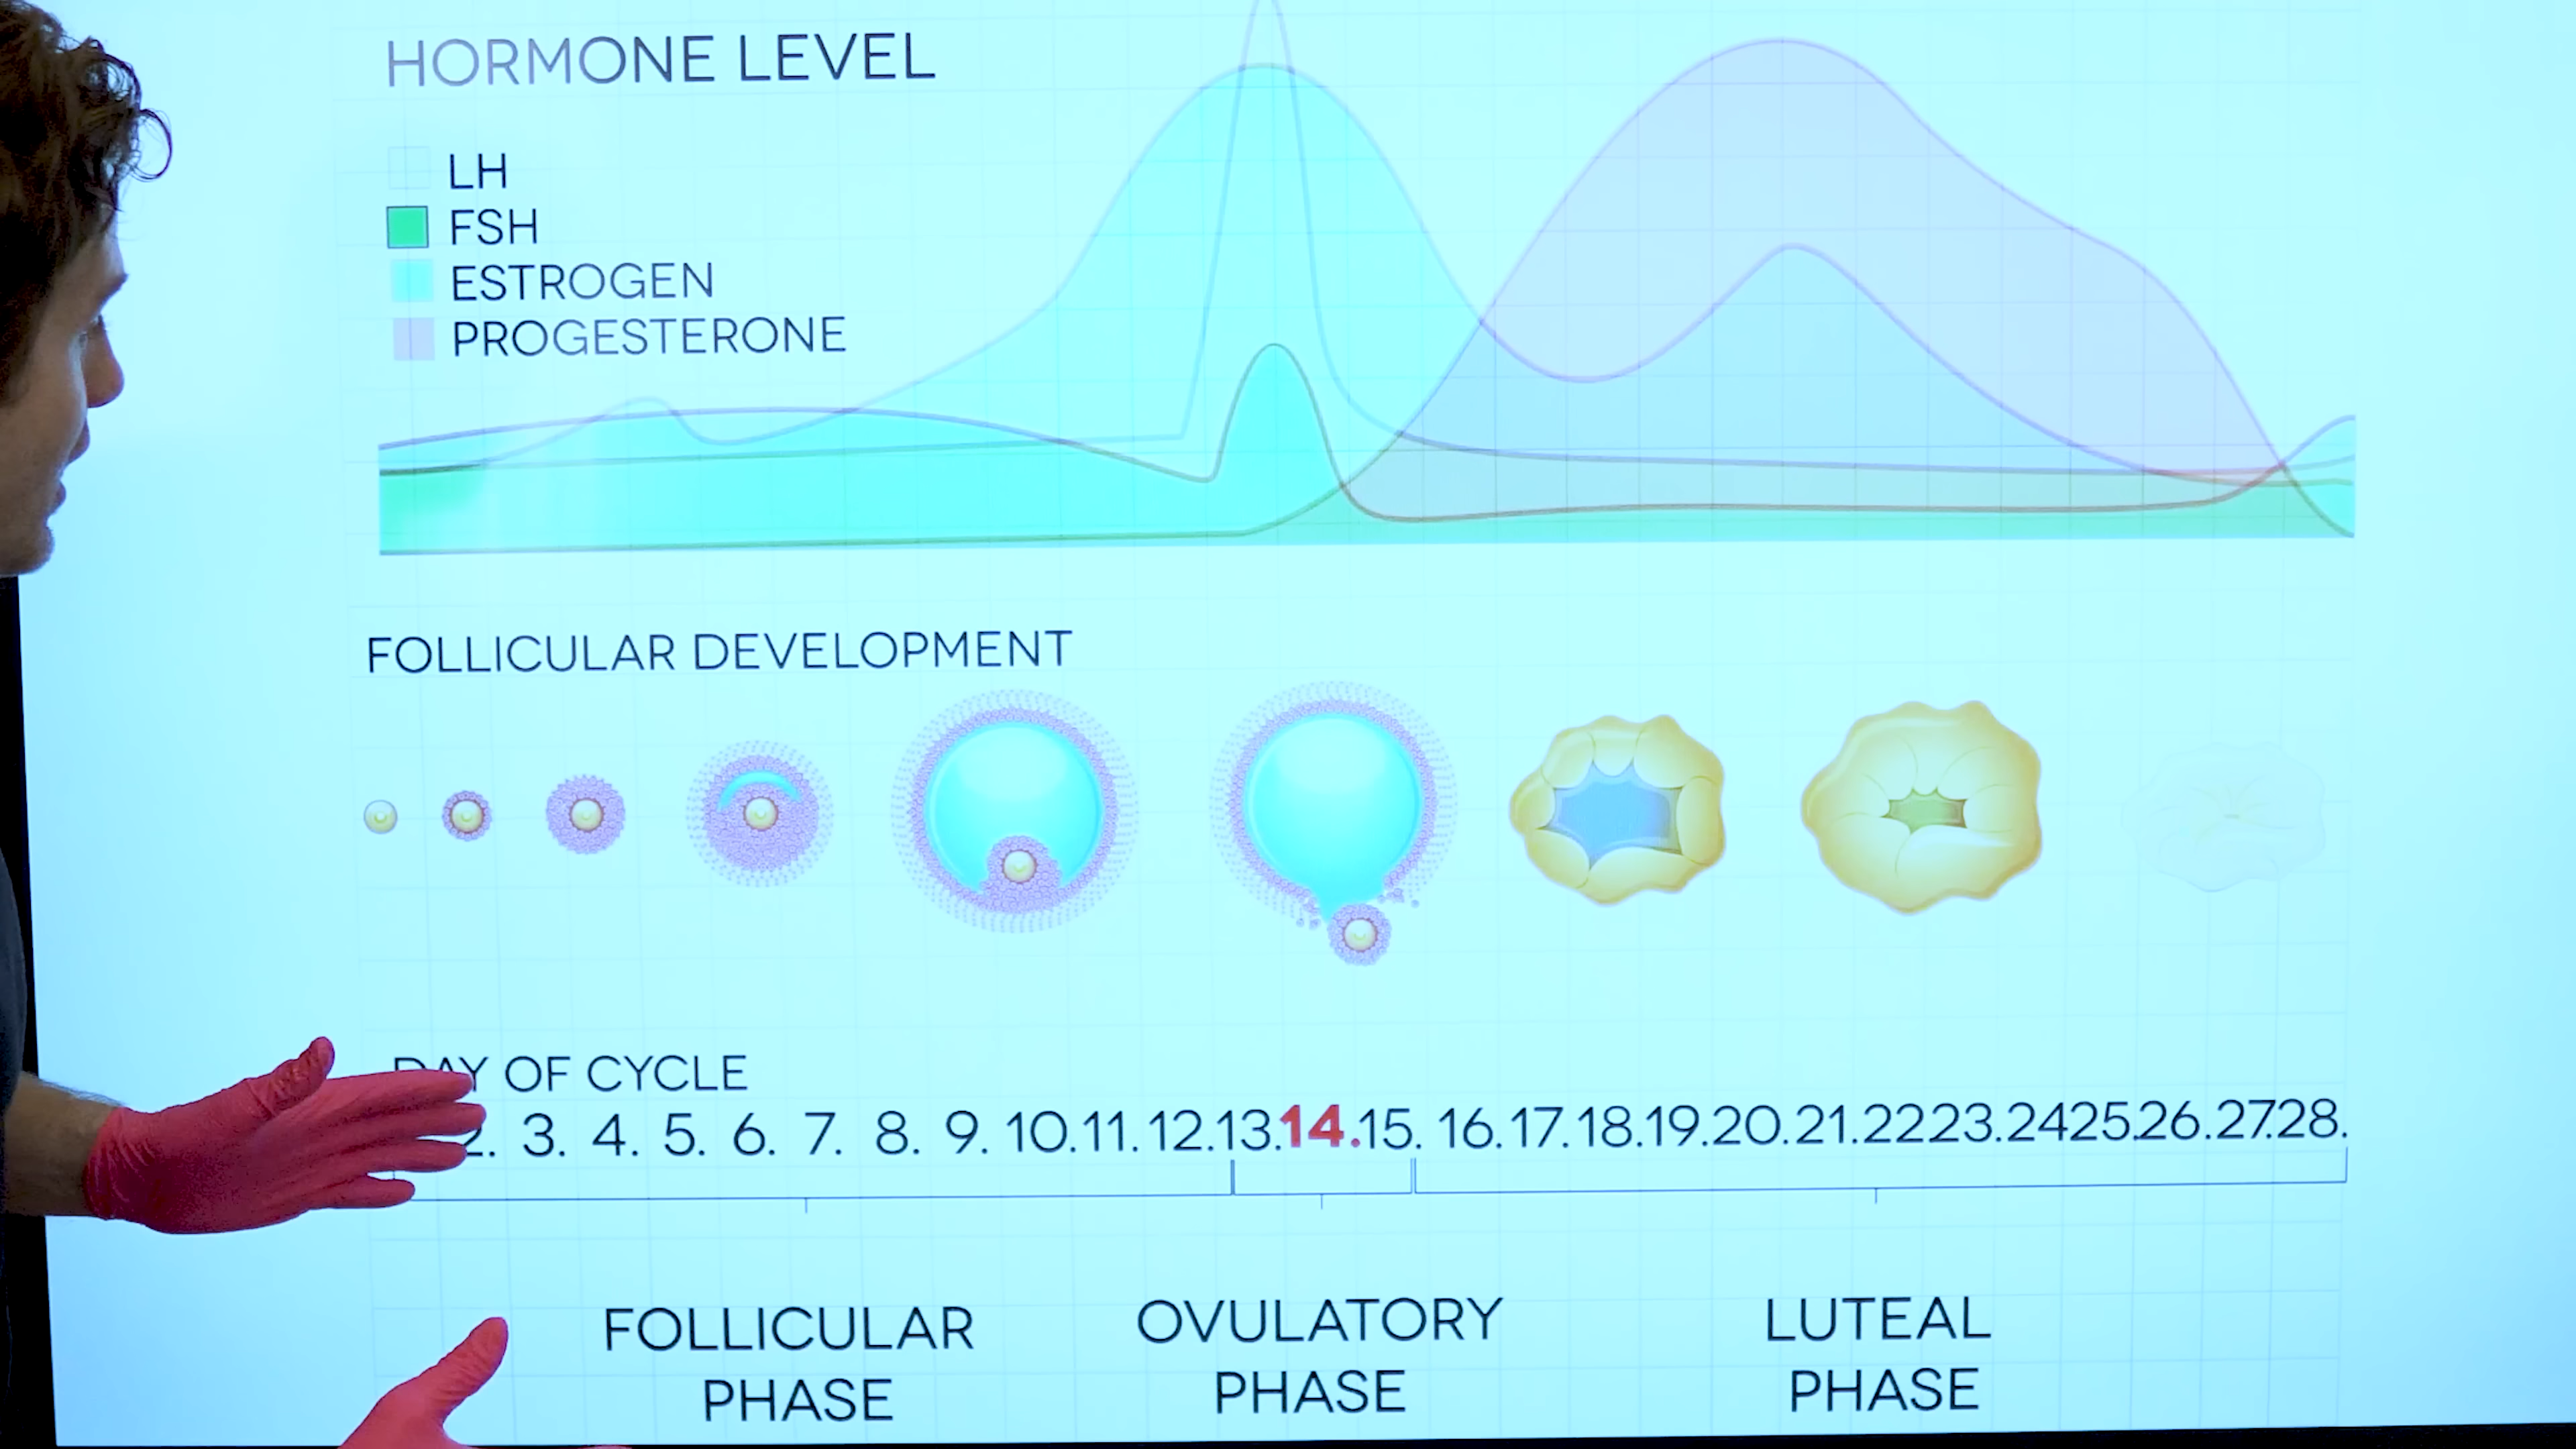 HORMONE LEVEL
LH
FSH
ESTROGEN
PROGESTERONE
FOLLICULAR DEVELOPMENT
DAY OF CYCLE
2. 3. 4. 5. 6. 7. 8. 9. 10. 11. 12. 13. 14. 15. 16. 17. 18. 19. 20. 21. 22 23. 24 25. 26. 27. 28.
FOLLICULAR
PHASE
OVULATORY
PHASE
LUTEAL
PHASE